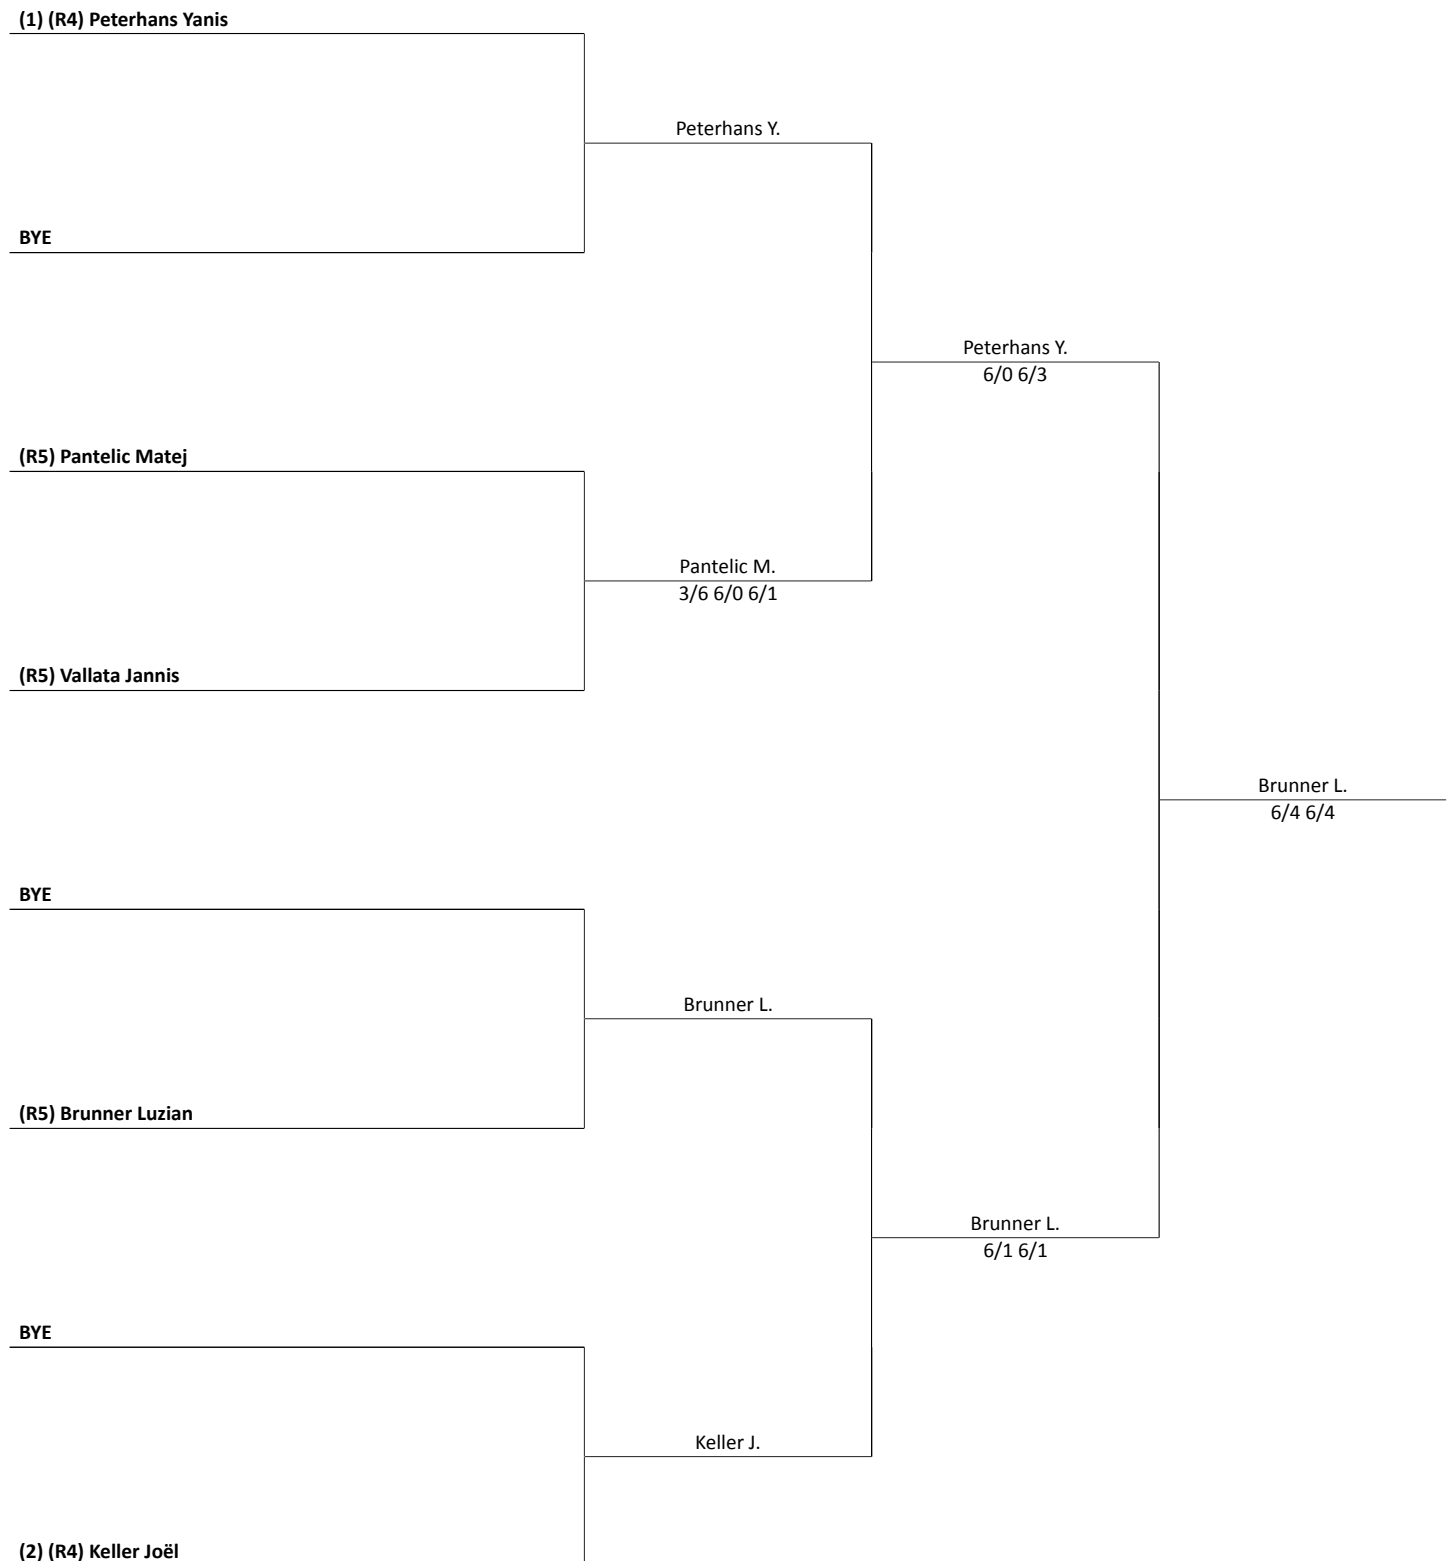 (1) (R4) Peterhans Yanis
Peterhans Y.
BYE
Peterhans Y.
6/0 6/3
(R5) Pantelic Matej
Pantelic M.
3/6 6/0 6/1
(R5) Vallata Jannis
Brunner L.
6/4 6/4
BYE
Brunner L.
(R5) Brunner Luzian
Brunner L.
6/1 6/1
BYE
Keller J.
(2) (R4) Keller Joël